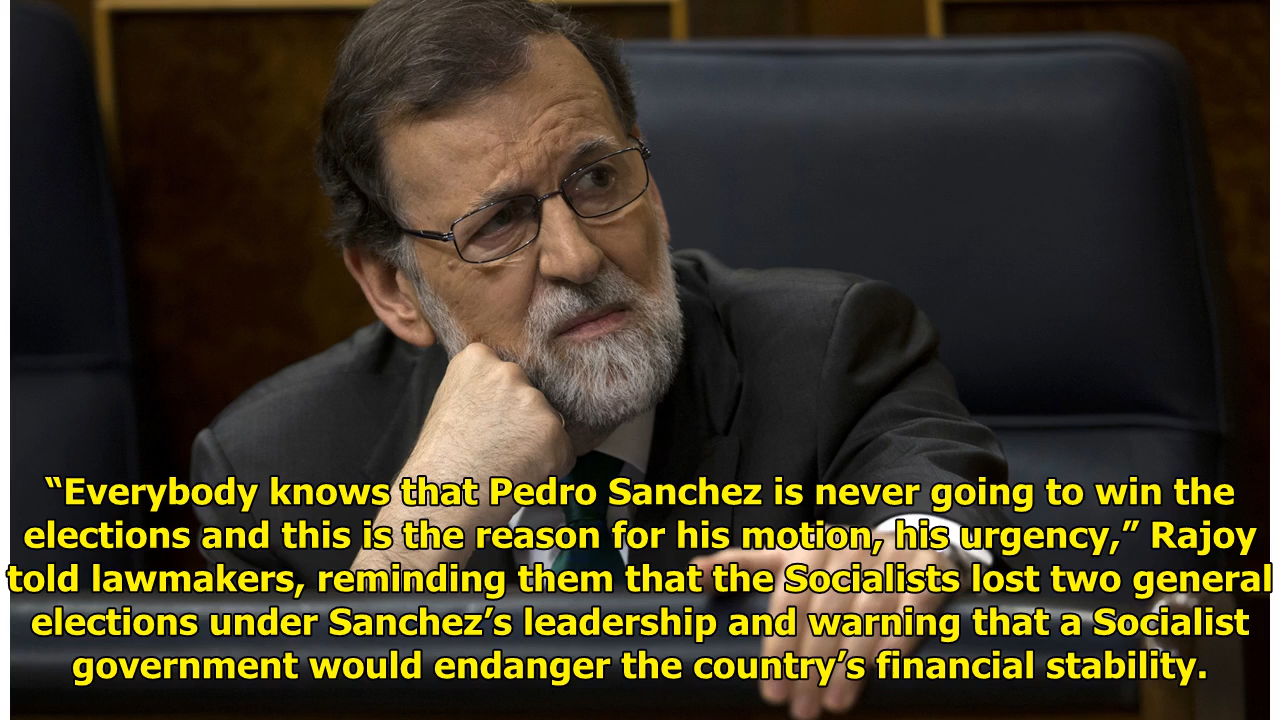 “Everybody knows that Pedro Sanchez is never going to win the
elections and this is the reason for his motion, his urgency,” Rajoy
told lawmakers, reminding them that the Socialists lost two general
elections under Sanchez’s leadership and warning that a Socialist
government would endanger the country’s financial stability.